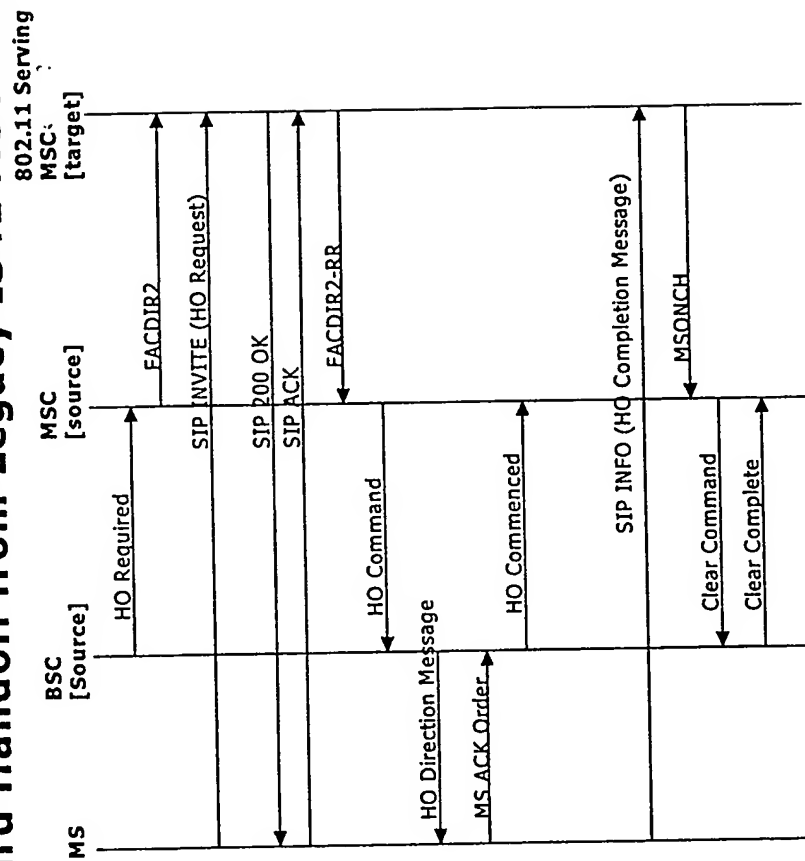 802.11 Serving
MS
BSC
[Source]
MSC
[source]
MSC
[target]
HO Required
FACDIR2
SIP INVITE (HO Request)
SIP 200 OK
SIP ACK
FACDIR2-RR
HO Command
HO Direction Message
MS ACK Order
HO Commenced
SIP INFO (HO Completion Message)
MSONCH
Clear Command
Clear Complete